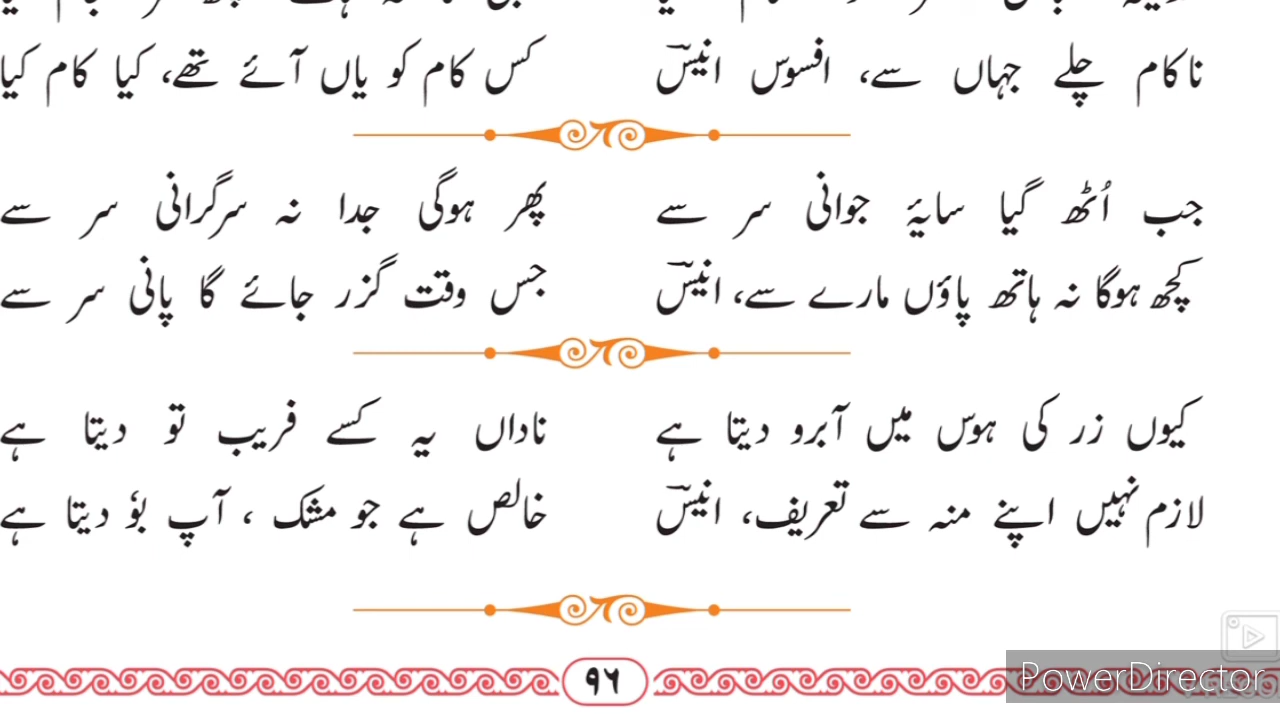 ناکام چلے جہاں سے، افسوس انیسؔ کس کام کو یاں آئے تھے، کیا کام کیا
جب اُٹھ گیا سایۂ جوانی سر سے پھر ہوگی جدا نہ سرگرانی سر سے
کچھ ہوگا نہ ہاتھ پاؤں مارے سے، انیسؔ جس وقت گزر جائے گا پانی سر سے
کیوں زر کی ہوس میں آبرو دیتا ہے ناداں یہ کسے فریب تو دیتا ہے
لازم نہیں اپنے منہ سے تعریف، انیسؔ خالص ہے جو مشک ، آپ بوٗ دیتا ہے
۹۶
PowerDirector